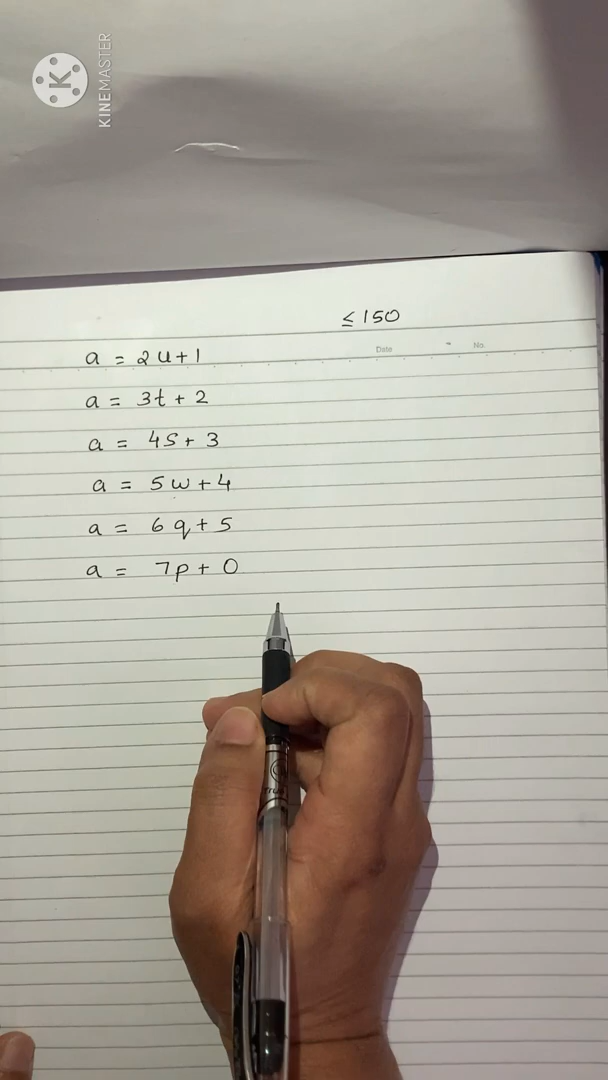 KINEMASTER
≤ 150
Date
No.
a = 2u + 1
a = 3t + 2
a = 4s + 3
a = 5w + 4
a = 6q + 5
a = 7p + 0